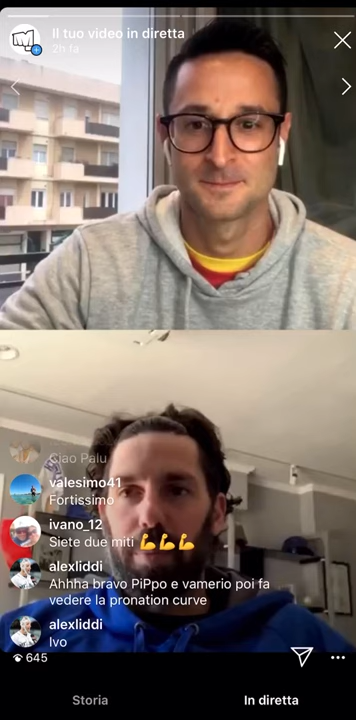 Il tuo video in diretta
2h fa
Ciao Palu
valesimo41
Fortissimo
ivano_12
Siete due miti 💪💪💪
alexliddi
Ahhha bravo PiPpo e vamerio poi fa
vedere la pronation curve
alexliddi
Ivo
645
Storia
In diretta